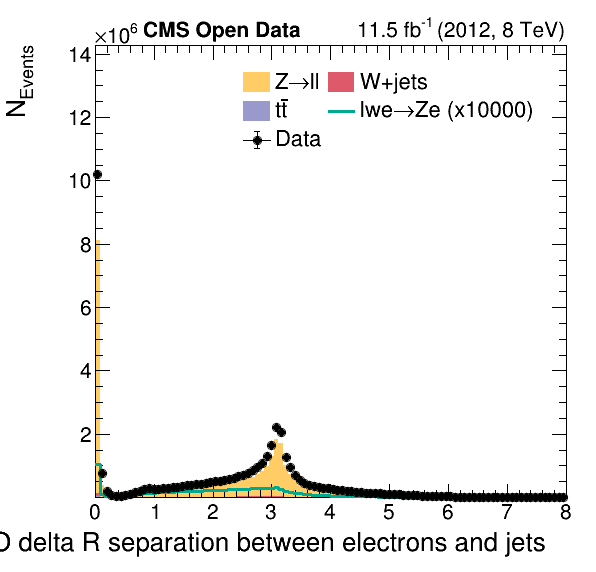 ×10⁶ CMS Open Data 11.5 fb⁻¹ (2012, 8 TeV)
N_Events
14
12
10
8
6
4
2
Z→ll W+jets
tt̄ lwe→Ze (x10000)
Data
0 1 2 3 4 5 6 7 8
delta R separation between electrons and jets